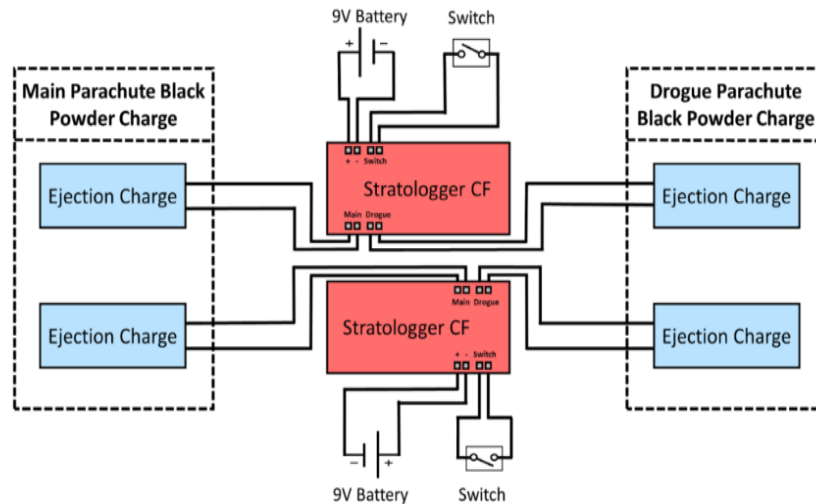 9V Battery
Switch
+
−
Main Parachute Black
Powder Charge
Drogue Parachute
Black Powder Charge
+ - Switch
Ejection Charge
Stratologger CF
Ejection Charge
Main Drogue
Main Drogue
Ejection Charge
Stratologger CF
Ejection Charge
+ - Switch
−
+
9V Battery
Switch